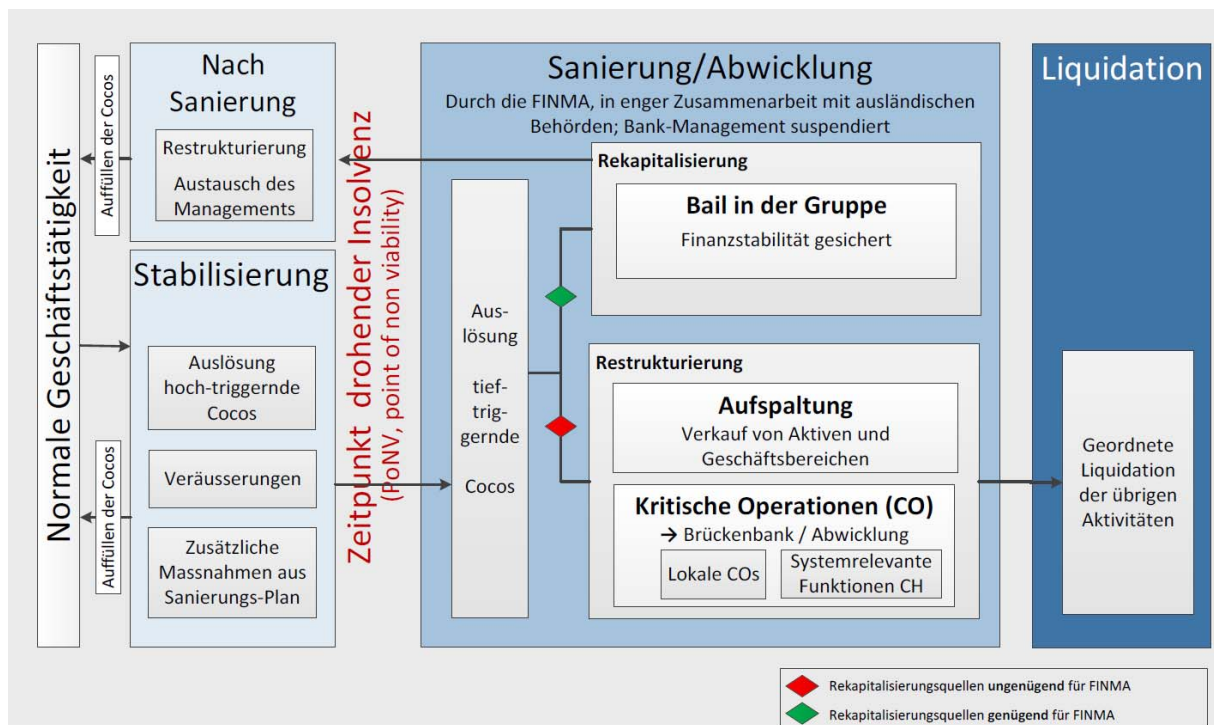 Normale Geschäftstätigkeit
Auffüllen der Cocos
Nach
Sanierung
Restrukturierung
Austausch des
Managements
Auffüllen der Cocos
Stabilisierung
Auslösung
hoch-triggernde
Cocos
Veräusserungen
Zusätzliche
Massnahmen aus
Sanierungs-Plan
Zeitpunkt drohender Insolvenz
(PoNV, point of non viability)
Sanierung/Abwicklung
Durch die FINMA, in enger Zusammenarbeit mit ausländischen
Behörden; Bank-Management suspendiert
Aus-
lösung
tief-
trig-
gernde
Cocos
Rekapitalisierung
Bail in der Gruppe
Finanzstabilität gesichert
Restrukturierung
Aufspaltung
Verkauf von Aktiven und
Geschäftsbereichen
Kritische Operationen (CO)
→ Brückenbank / Abwicklung
Lokale COs
Systemrelevante
Funktionen CH
Liquidation
Geordnete
Liquidation
der übrigen
Aktivitäten
Rekapitalisierungsquellen ungenügend für FINMA
Rekapitalisierungsquellen genügend für FINMA